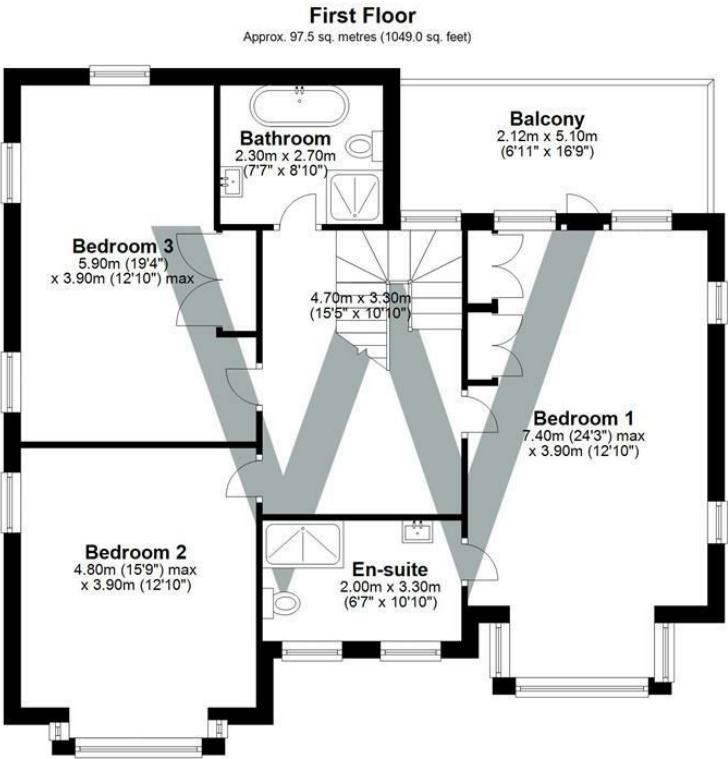 First Floor
Approx. 97.5 sq. metres (1049.0 sq. feet)
Balcony
2.12m x 5.10m
(6'11" x 16'9")
Bathroom
2.30m x 2.70m
(7'7" x 8'10")
Bedroom 3
5.90m (19'4")
x 3.90m (12'10") max
4.70m x 3.30m
(15'5" x 10'10")
Bedroom 1
7.40m (24'3") max
x 3.90m (12'10")
Bedroom 2
4.80m (15'9") max
x 3.90m (12'10")
En-suite
2.00m x 3.30m
(6'7" x 10'10")
W